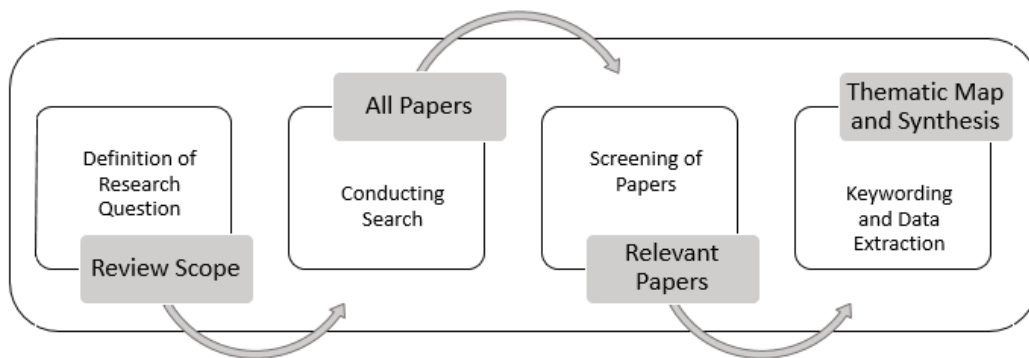 Definition of
Research
Question
Review Scope
All Papers
Conducting
Search
Screening of
Papers
Relevant
Papers
Thematic Map
and Synthesis
Keywording
and Data
Extraction